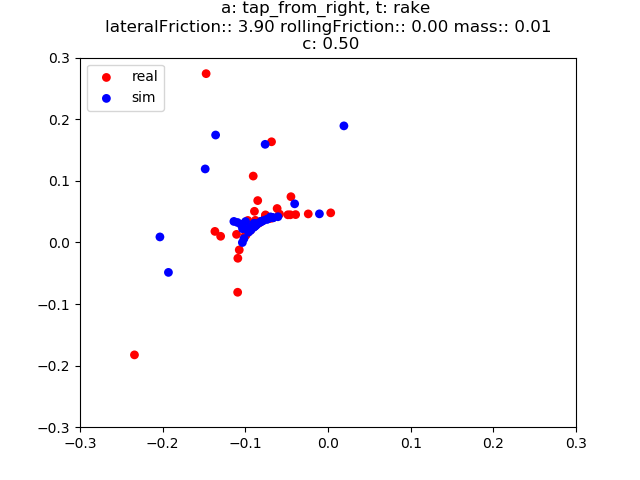 a: tap_from_right, t: rake
lateralFriction:: 3.90 rollingFriction:: 0.00 mass:: 0.01
c: 0.50
real
sim
0.3
0.2
0.1
0.0
−0.1
−0.2
−0.3
−0.3 −0.2 −0.1 0.0 0.1 0.2 0.3